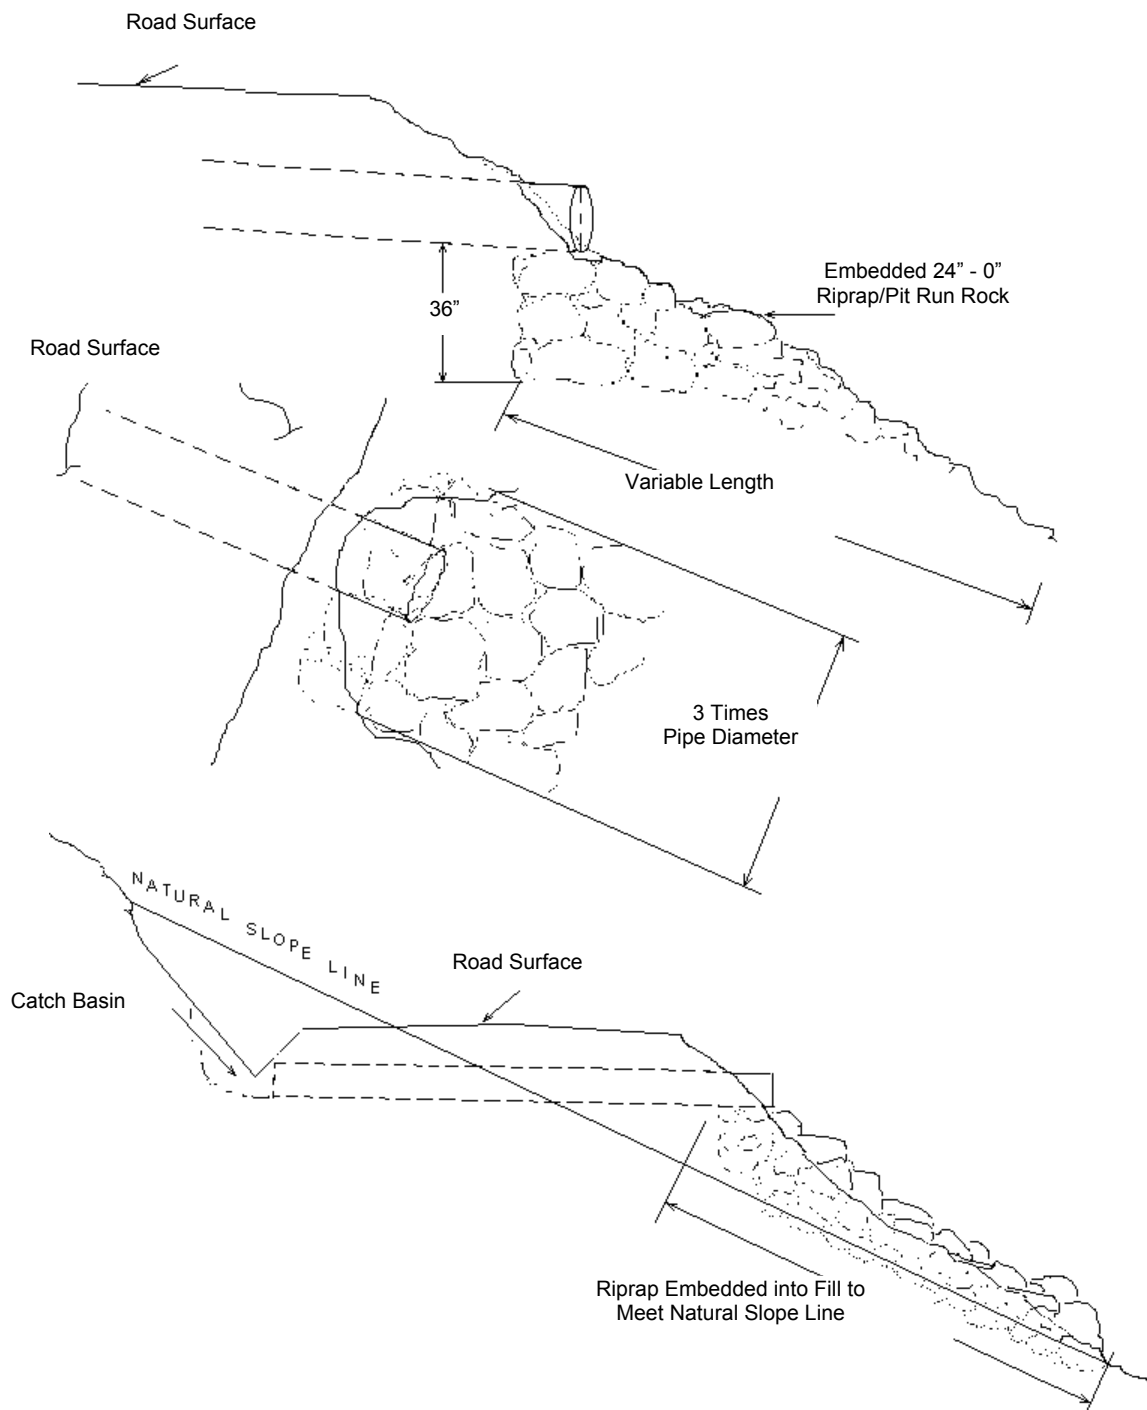 Road Surface
Embedded 24” - 0”
Riprap/Pit Run Rock
36”
Road Surface
Variable Length
3 Times
Pipe Diameter
NATURAL SLOPE LINE
Road Surface
Catch Basin
Riprap Embedded into Fill to
Meet Natural Slope Line